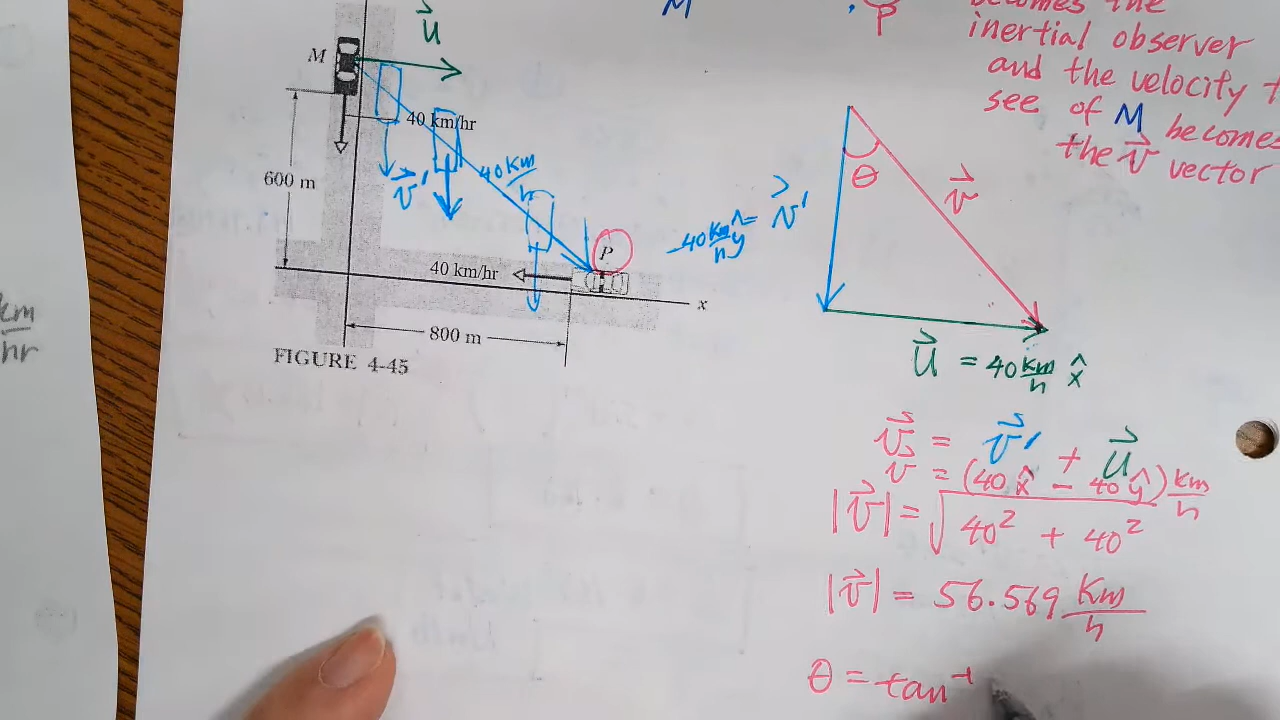 becomes the
inertial observer
and the velocity t
see of M becomes
the v⃗ vector
M
P
u⃗
M
40 km/hr
600 m
v⃗'
40 km/h
P
40 km/hr
x
800 m
FIGURE 4-45
km/hr
θ
v⃗
-40 km/h ŷ = v⃗'
u⃗ = 40 km/h x̂
v⃗ = v⃗' + u⃗
v⃗ = (40 x̂ - 40 ŷ) km/h
|v⃗| = √40² + 40²
|v⃗| = 56.569 Km/h
θ = tan⁻¹